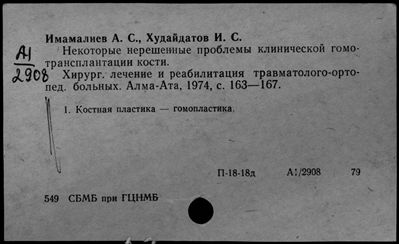 Имамалиев А. С., Худайдатов И. С.
Некоторые нерешенные проблемы клинической гомо-
трансплантации кости.
Хирург. лечение и реабилитация травматолого-орто-
пед. больных. Алма-Ата, 1974, с. 163—167.
А1
2908
1. Костная пластика — гомопластика.
П-18-18д А1/2908 79
549 СБМБ при ГЦНМБ